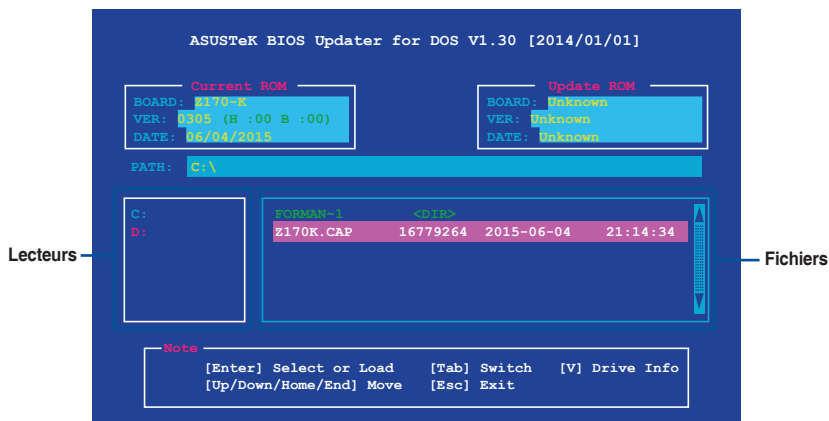 ASUSTeK BIOS Updater for DOS V1.30 [2014/01/01]
Current ROM
BOARD: Z170-K
VER: 0305 (H :00 B :00)
DATE: 06/04/2015
Update ROM
BOARD: Unknown
VER: Unknown
DATE: Unknown
PATH: C:\
C:
D:
FORMAN~1 <DIR>
Z170K.CAP 16779264 2015-06-04 21:14:34
Lecteurs
Fichiers
Note
[Enter] Select or Load [Tab] Switch [V] Drive Info
[Up/Down/Home/End] Move [Esc] Exit